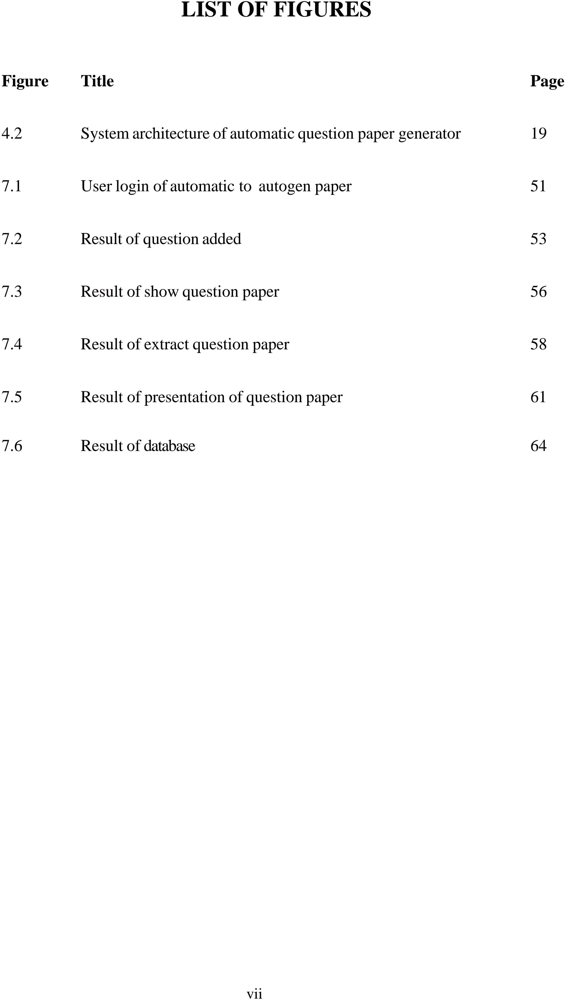 LIST OF FIGURES
Figure Title Page
4.2 System architecture of automatic question paper generator 19
7.1 User login of automatic to autogen paper 51
7.2 Result of question added 53
7.3 Result of show question paper 56
7.4 Result of extract question paper 58
7.5 Result of presentation of question paper 61
7.6 Result of database 64
vii